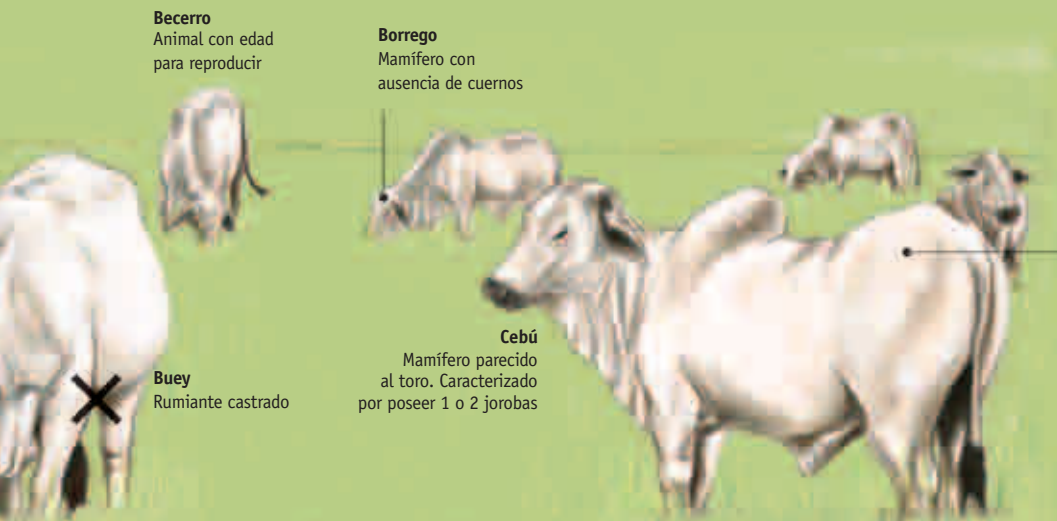 Becerro
Animal con edad
para reproducir
Borrego
Mamífero con
ausencia de cuernos
Cebú
Mamífero parecido
al toro. Caracterizado
por poseer 1 o 2 jorobas
Buey
Rumiante castrado